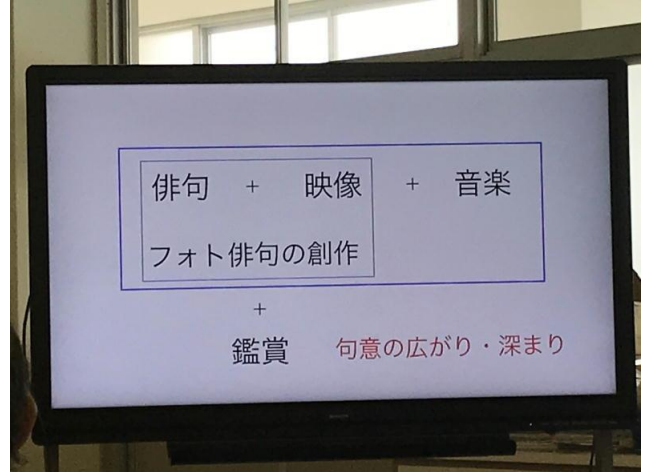 俳句 + 映像 + 音楽
フォト俳句の創作
+
鑑賞 句意の広がり・深まり